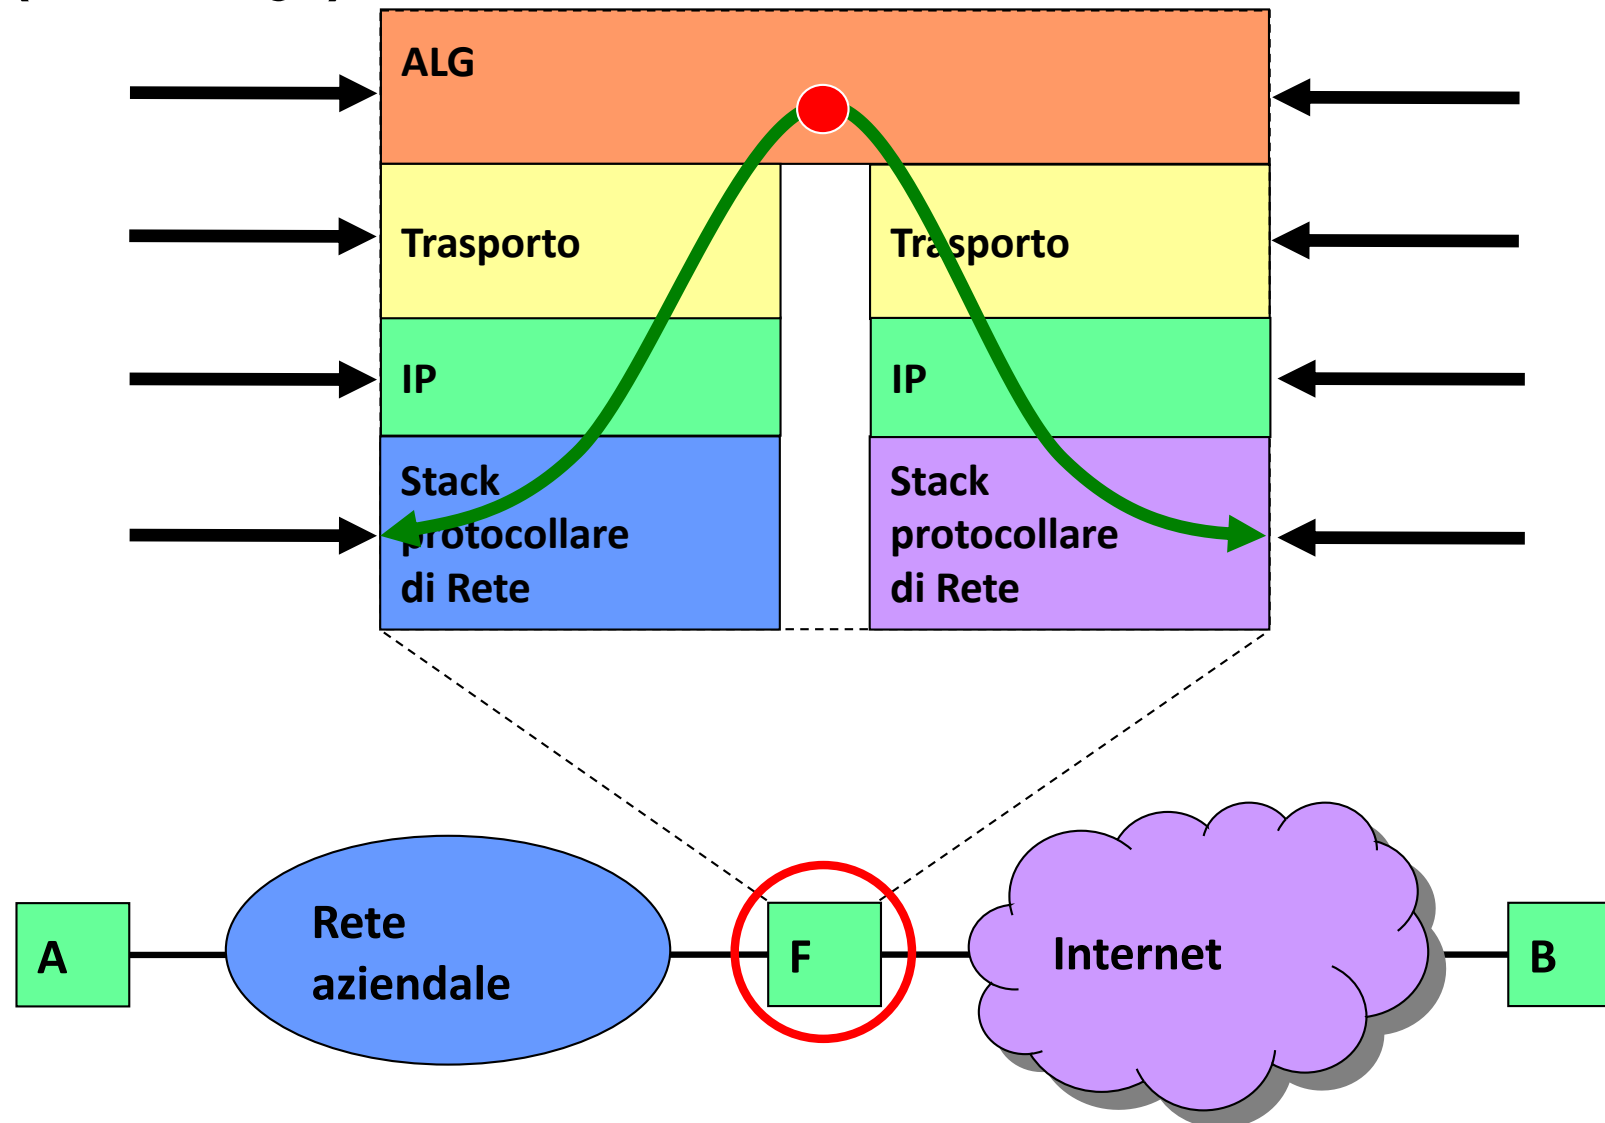 ALG
Trasporto
Trasporto
IP
IP
Stack
protocollare
di Rete
Stack
protocollare
di Rete
A
Rete
aziendale
F
Internet
B